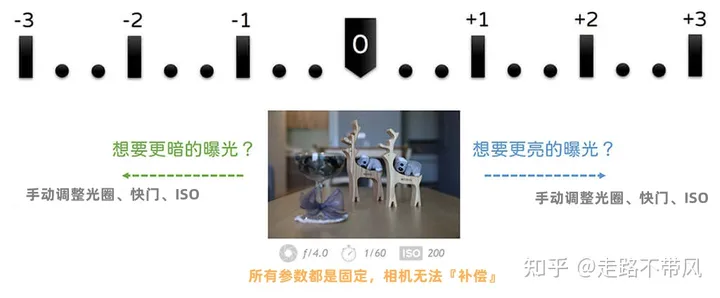 -3 -2 -1 0 +1 +2 +3
想要更暗的曝光？
想要更亮的曝光？
手动调整光圈、快门、ISO
手动调整光圈、快门、ISO
f/4.0 1/60 ISO 200
所有参数都是固定，相机无法『补偿』
知乎 @走路不带风